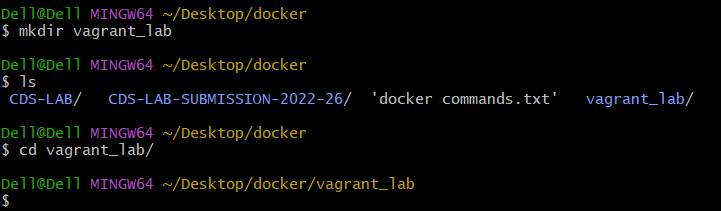 Dell@Dell MINGW64 ~/Desktop/docker
$ mkdir vagrant_lab
Dell@Dell MINGW64 ~/Desktop/docker
$ ls
CDS-LAB/   CDS-LAB-SUBMISSION-2022-26/  'docker commands.txt'   vagrant_lab/
Dell@Dell MINGW64 ~/Desktop/docker
$ cd vagrant_lab/
Dell@Dell MINGW64 ~/Desktop/docker/vagrant_lab
$